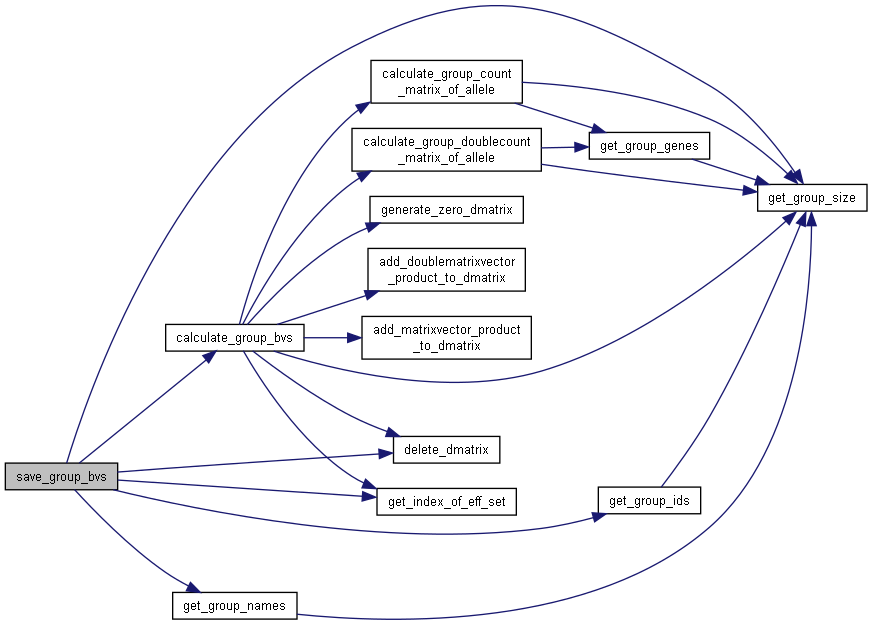 calculate_group_count
_matrix_of_allele
calculate_group_doublecount
_matrix_of_allele
get_group_genes
get_group_size
generate_zero_dmatrix
add_doublematrixvector
_product_to_dmatrix
calculate_group_bvs
add_matrixvector_product
_to_dmatrix
delete_dmatrix
save_group_bvs
get_index_of_eff_set
get_group_ids
get_group_names